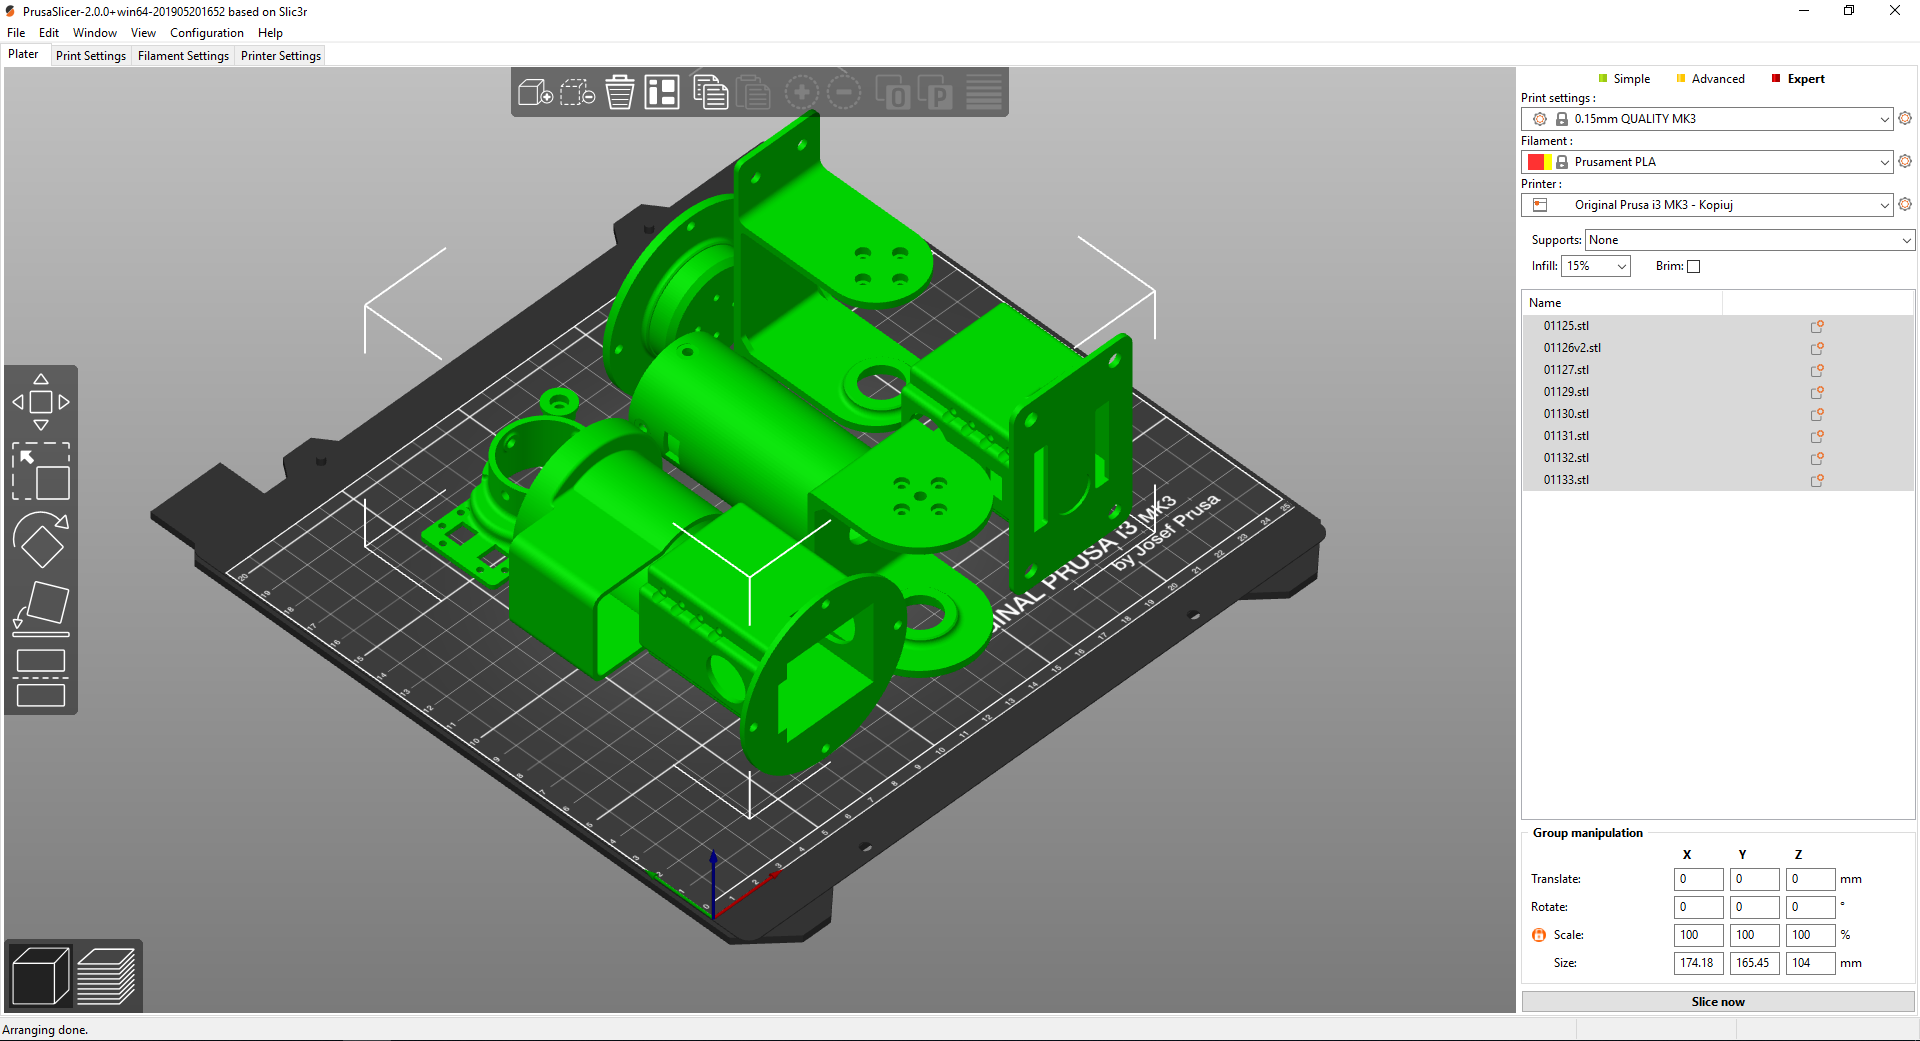 PrusaSlicer-2.0.0+win64-201905201652 based on Slic3r
File Edit Window View Configuration Help
Plater Print Settings Filament Settings Printer Settings
Simple Advanced Expert
Print settings :
0.15mm QUALITY MK3
Filament :
Prusament PLA
Printer :
Original Prusa i3 MK3 - Kopiuj
Supports: None
Infill: 15% Brim:
Name
01125.stl
01126v2.stl
01127.stl
01129.stl
01130.stl
01131.stl
01132.stl
01133.stl
INAL PRUSA i3 MK3
by Josef Prusa
Group manipulation
X Y Z
Translate: 0 0 0 mm
Rotate: 0 0 0 °
Scale: 100 100 100 %
Size: 174.18 165.45 104 mm
Slice now
Arranging done.